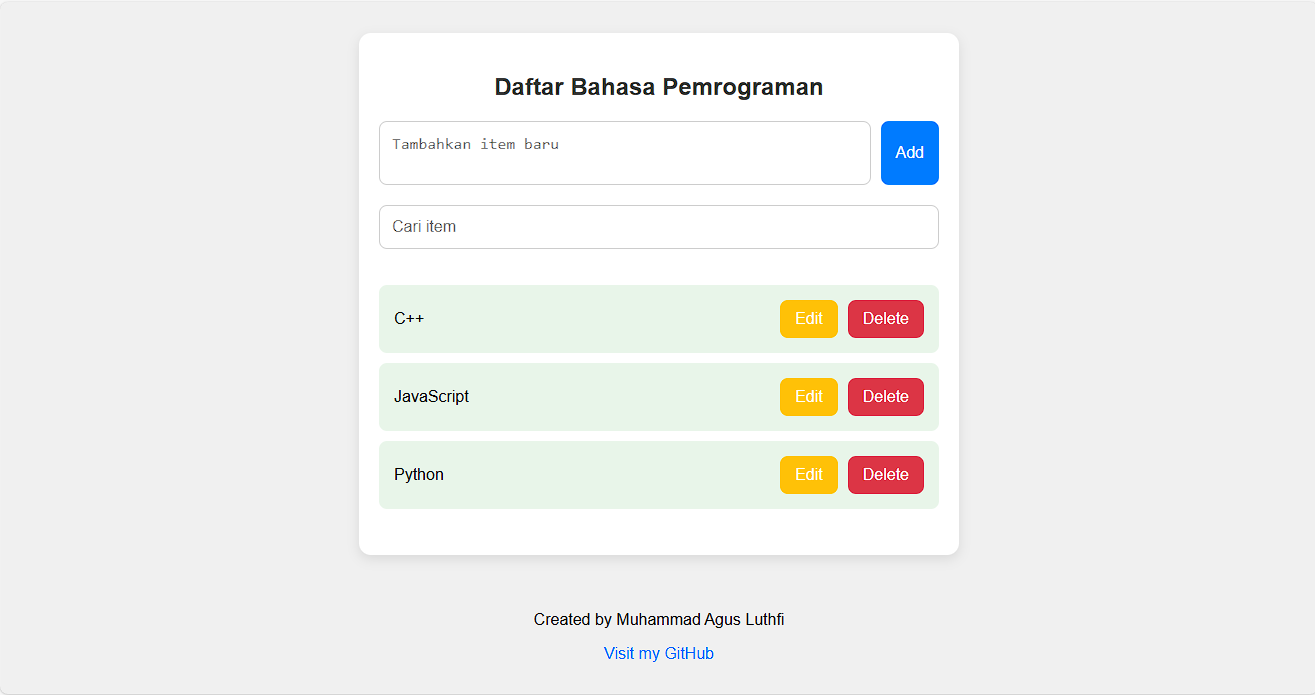 Daftar Bahasa Pemrograman
Tambahkan item baru
Add
Cari item
C++ Edit Delete
JavaScript Edit Delete
Python Edit Delete
Created by Muhammad Agus Luthfi
Visit my GitHub